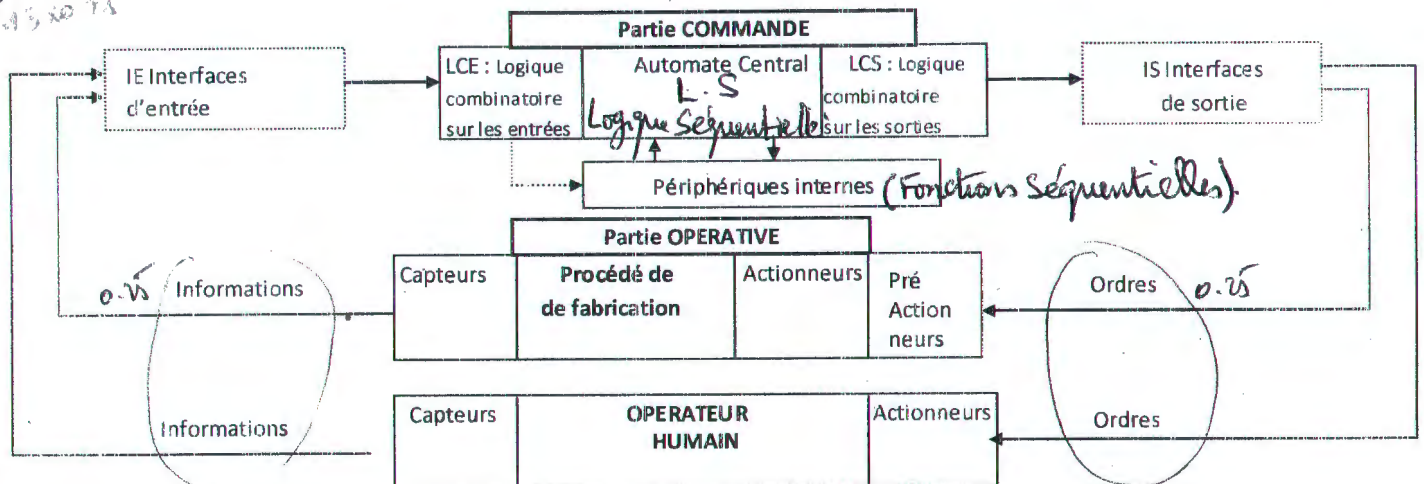 Partie COMMANDE
IE Interfaces
d'entrée
LCE : Logique
combinatoire
sur les entrées
Automate Central
L.S
Logique Séquentielle
LCS : Logique
combinatoire
sur les sorties
IS Interfaces
de sortie
Périphériques internes (Fonctions Séquentielles).
Partie OPERATIVE
0.25 Informations
Capteurs
Procédé de
de fabrication
Actionneurs
Pré
Action
neurs
Ordres 0.25
Informations
Capteurs
OPERATEUR
HUMAIN
Actionneurs
Ordres